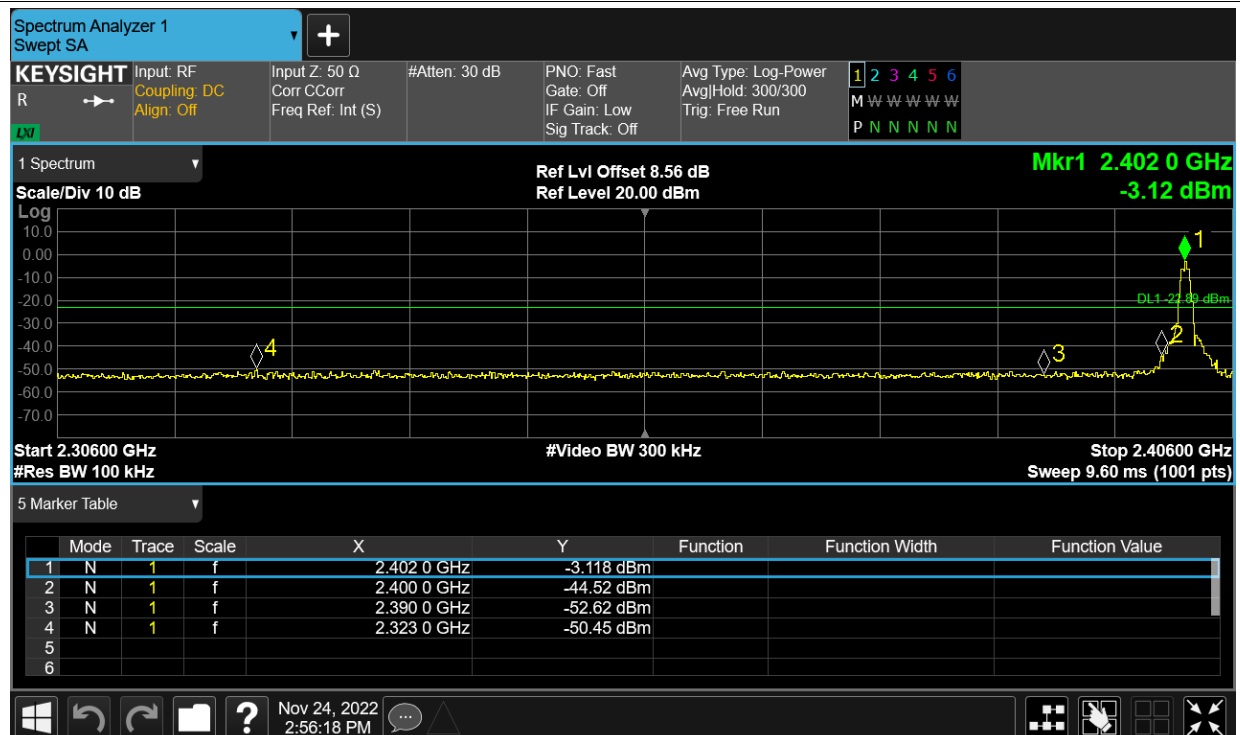 Spectrum Analyzer 1
Swept SA
+
KEYSIGHT Input: RF Input Z: 50 Ω #Atten: 30 dB PNO: Fast Avg Type: Log-Power 1 2 3 4 5 6
R Coupling: DC Corr CCorr Gate: Off Avg|Hold: 300/300 M W W W W W W
Align: Off Freq Ref: Int (S) IF Gain: Low Trig: Free Run
LXI Sig Track: Off P N N N N N N
1 Spectrum Ref Lvl Offset 8.56 dB Mkr1 2.402 0 GHz
Scale/Div 10 dB Ref Level 20.00 dBm -3.12 dBm
Log
10.0
1
0.00
-10.0
-20.0
DL1 -22.89 dBm
-30.0
-40.0
4 3 2
-50.0
-60.0
-70.0
Start 2.30600 GHz #Video BW 300 kHz Stop 2.40600 GHz
#Res BW 100 kHz Sweep 9.60 ms (1001 pts)
5 Marker Table
Mode Trace Scale X Y Function Function Width Function Value
1 N 1 f 2.402 0 GHz -3.118 dBm
2 N 1 f 2.400 0 GHz -44.52 dBm
3 N 1 f 2.390 0 GHz -52.62 dBm
4 N 1 f 2.323 0 GHz -50.45 dBm
5
6
? Nov 24, 2022
2:56:18 PM